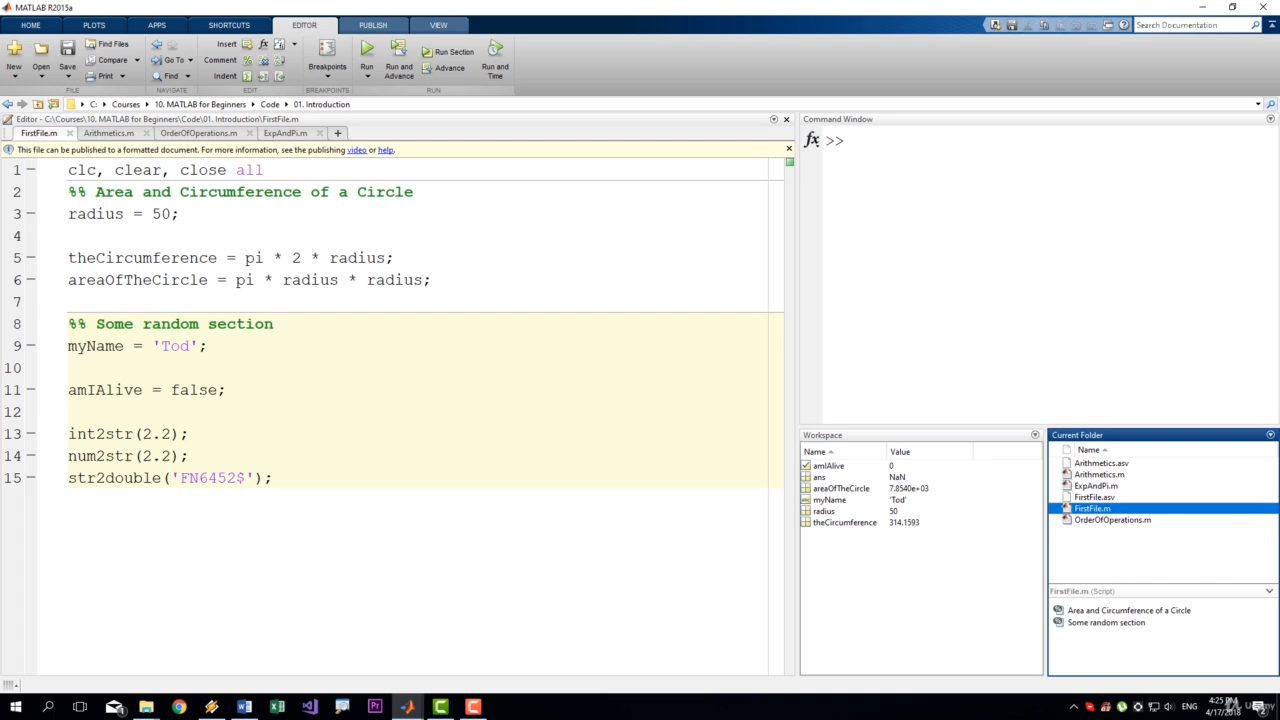 MATLAB R2015a
HOME PLOTS APPS SHORTCUTS EDITOR PUBLISH VIEW Search Documentation
New Open Save Find Files Compare Print Go To Find Insert fx Comment % Indent Breakpoints Run Run and Advance Run Section Advance Run and Time
FILE NAVIGATE EDIT BREAKPOINTS RUN
C: Courses 10. MATLAB for Beginners Code 01. Introduction
Editor - C:\Courses\10. MATLAB for Beginners\Code\01. Introduction\FirstFile.m
FirstFile.m Arithmetics.m OrderOfOperations.m ExpAndPi.m +
This file can be published to a formatted document. For more information, see the publishing video or help.
1 clc, clear, close all
2 %% Area and Circumference of a Circle
3 radius = 50;
4
5 theCircumference = pi * 2 * radius;
6 areaOfTheCircle = pi * radius * radius;
7
8 %% Some random section
9 myName = 'Tod';
10
11 amIAlive = false;
12
13 int2str(2.2);
14 num2str(2.2);
15 str2double('FN6452$');
Command Window
fx >>
Workspace
Name Value
amIAlive 0
ans NaN
areaOfTheCircle 7.8540e+03
myName 'Tod'
radius 50
theCircumference 314.1593
Current Folder
Name
Arithmetics.asv
Arithmetics.m
ExpAndPi.m
FirstFile.asv
FirstFile.m
OrderOfOperations.m
FirstFile.m (Script)
Area and Circumference of a Circle
Some random section
ENG
4:25 PM
4/17/2018
Udemy